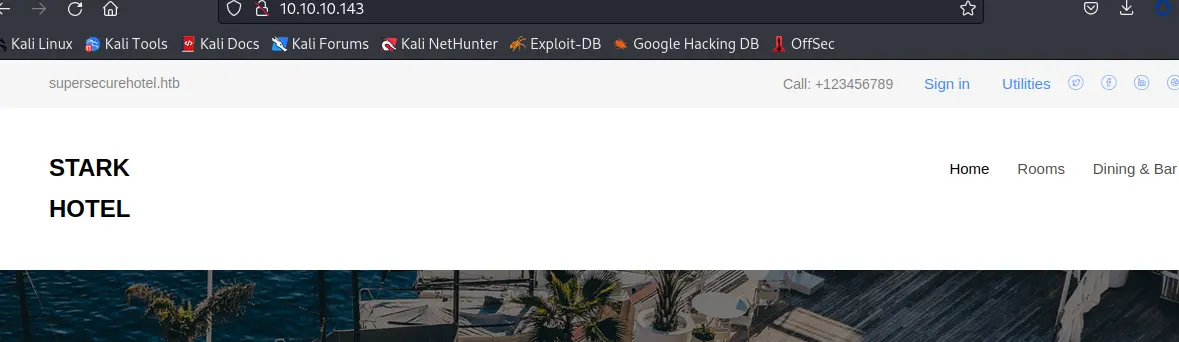 10.10.10.143
Kali Linux Kali Tools Kali Docs Kali Forums Kali NetHunter Exploit-DB Google Hacking DB OffSec
supersecurehotel.htb Call: +123456789 Sign in Utilities
STARK
HOTEL
Home Rooms Dining & Bar